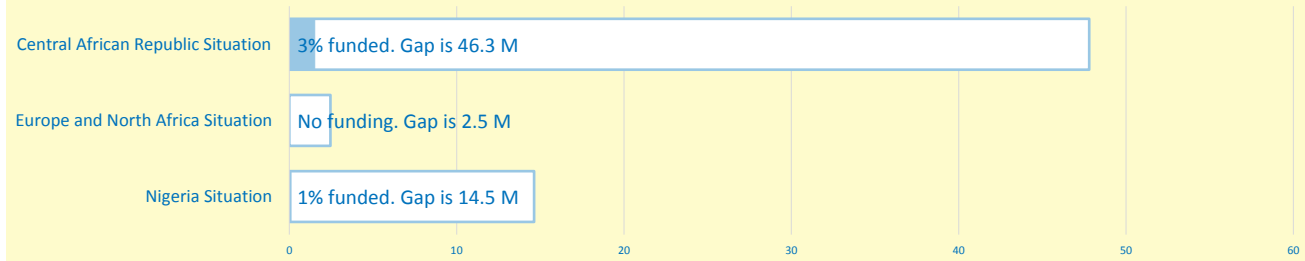 Central African Republic Situation
3% funded. Gap is 46.3 M
Europe and North Africa Situation
No funding. Gap is 2.5 M
Nigeria Situation
1% funded. Gap is 14.5 M
0 10 20 30 40 50 60